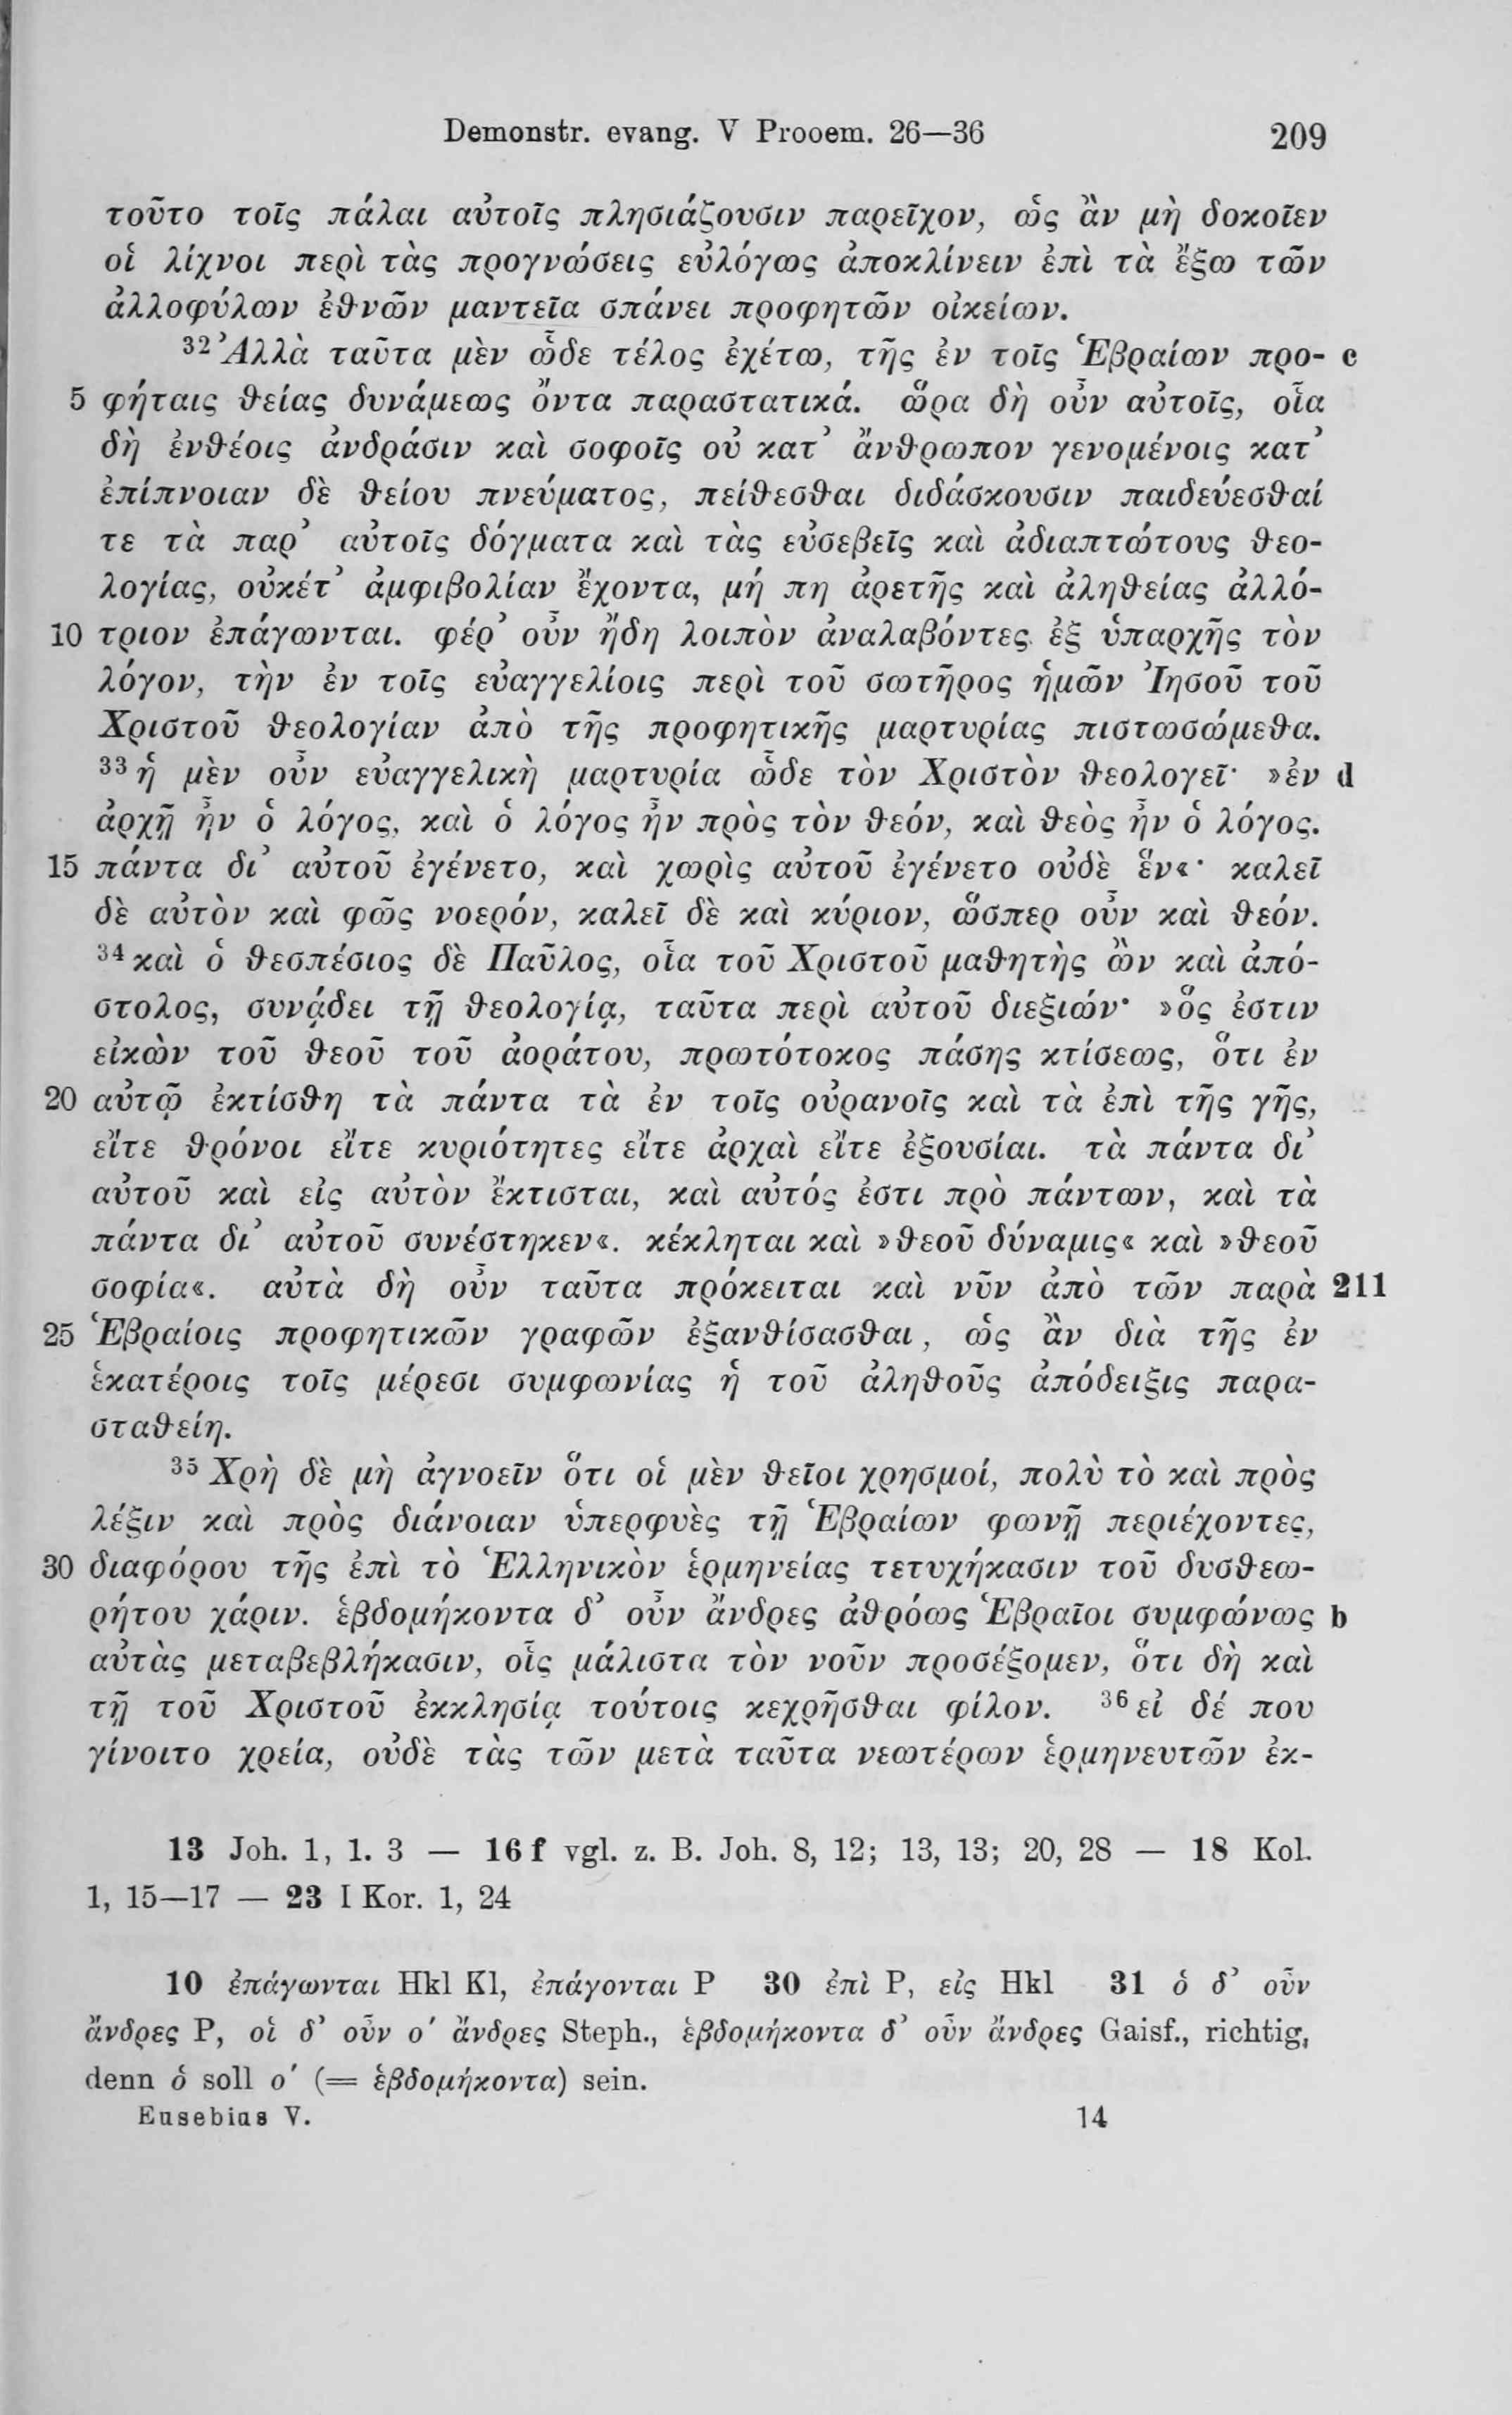 Demonstr. evang. V Prooem. 26—36 209
τοῦτο τοῖς πάλαι αὐτοῖς πλησιάζουσιν παρεῖχον, ὡς ἂν μὴ δοκοῖεν
οἱ λίχνοι περὶ τὰς προγνώσεις εὐλόγως ἀποκλίνειν ἐπὶ τὰ ἔξω τῶν
ἀλλοφύλων ἐθνῶν μαντεῖα σπάνει προφητῶν οἰκείων.
³²Ἀλλὰ ταῦτα μὲν ὧδε τέλος ἐχέτω, τῆς ἐν τοῖς Ἑβραίων προ- c
5 φήταις θείας δυνάμεως ὄντα παραστατικά. ὥρα δὴ οὖν αὐτοῖς, οἷα
δὴ ἐνθέοις ἀνδράσιν καὶ σοφοῖς οὐ κατ’ ἄνθρωπον γενομένοις κατ’
ἐπίπνοιαν δὲ θείου πνεύματος, πείθεσθαι διδάσκουσιν παιδεύεσθαί
τε τὰ παρ’ αὐτοῖς δόγματα καὶ τὰς εὐσεβεῖς καὶ ἀδιαπτώτους θεο-
λογίας, οὐκέτ’ ἀμφιβολίαν ἔχοντα, μή πη ἀρετῆς καὶ ἀληθείας ἀλλό-
10 τριον ἐπάγωνται. φέρ’ οὖν ἤδη λοιπὸν ἀναλαβόντες ἐξ ὑπαρχῆς τὸν
λόγον, τὴν ἐν τοῖς εὐαγγελίοις περὶ τοῦ σωτῆρος ἡμῶν Ἰησοῦ τοῦ
Χριστοῦ θεολογίαν ἀπὸ τῆς προφητικῆς μαρτυρίας πιστωσώμεθα.
³³ἡ μὲν οὖν εὐαγγελικὴ μαρτυρία ὧδε τὸν Χριστὸν θεολογεῖ· »ἐν d
ἀρχῇ ἦν ὁ λόγος, καὶ ὁ λόγος ἦν πρὸς τὸν θεόν, καὶ θεὸς ἦν ὁ λόγος.
15 πάντα δι’ αὐτοῦ ἐγένετο, καὶ χωρὶς αὐτοῦ ἐγένετο οὐδὲ ἕν«· καλεῖ
δὲ αὐτὸν καὶ φῶς νοερόν, καλεῖ δὲ καὶ κύριον, ὥσπερ οὖν καὶ θεόν.
³⁴καὶ ὁ θεσπέσιος δὲ Παῦλος, οἷα τοῦ Χριστοῦ μαθητὴς ὢν καὶ ἀπό-
στολος, συνᾴδει τῇ θεολογίᾳ, ταῦτα περὶ αὐτοῦ διεξιών· »ὅς ἐστιν
εἰκὼν τοῦ θεοῦ τοῦ ἀοράτου, πρωτότοκος πάσης κτίσεως, ὅτι ἐν
20 αὐτῷ ἐκτίσθη τὰ πάντα τὰ ἐν τοῖς οὐρανοῖς καὶ τὰ ἐπὶ τῆς γῆς,
εἴτε θρόνοι εἴτε κυριότητες εἴτε ἀρχαὶ εἴτε ἐξουσίαι. τὰ πάντα δι’
αὐτοῦ καὶ εἰς αὐτὸν ἔκτισται, καὶ αὐτός ἐστι πρὸ πάντων, καὶ τὰ
πάντα δι’ αὐτοῦ συνέστηκεν«. κέκληται καὶ »θεοῦ δύναμις« καὶ »θεοῦ
σοφία«. αὐτὰ δὴ οὖν ταῦτα πρόκειται καὶ νῦν ἀπὸ τῶν παρὰ 211
25 Ἑβραίοις προφητικῶν γραφῶν ἐξανθίσασθαι, ὡς ἂν διὰ τῆς ἐν
ἑκατέροις τοῖς μέρεσι συμφωνίας ἡ τοῦ ἀληθοῦς ἀπόδειξις παρα-
σταθείη.
³⁵Χρὴ δὲ μὴ ἀγνοεῖν ὅτι οἱ μὲν θεῖοι χρησμοί, πολὺ τὸ καὶ πρὸς
λέξιν καὶ πρὸς διάνοιαν ὑπερφυὲς τῇ Ἑβραίων φωνῇ περιέχοντες,
30 διαφόρου τῆς ἐπὶ τὸ Ἑλληνικὸν ἑρμηνείας τετυχήκασιν τοῦ δυσθεω-
ρήτου χάριν. ἑβδομήκοντα δ’ οὖν ἄνδρες ἀθρόως Ἑβραῖοι συμφώνως b
αὐτὰς μεταβεβλήκασιν, οἷς μάλιστα τὸν νοῦν προσέξομεν, ὅτι δὴ καὶ
τῇ τοῦ Χριστοῦ ἐκκλησίᾳ τούτοις κεχρῆσθαι φίλον. ³⁶εἰ δέ που
γίνοιτο χρεία, οὐδὲ τὰς τῶν μετὰ ταῦτα νεωτέρων ἑρμηνευτῶν ἐκ-
13 Joh. 1, 1. 3 — 16 f vgl. z. B. Joh. 8, 12; 13, 13; 20, 28 — 18 Kol.
1, 15—17 — 23 I Kor. 1, 24
10 ἐπάγωνται Hkl Kl, ἐπάγονται P 30 ἐπὶ P, εἰς Hkl 31 ὁ δ’ οὖν
ἄνδρες P, οἱ δ’ οὖν ο′ ἄνδρες Steph., ἑβδομήκοντα δ’ οὖν ἄνδρες Gaisf., richtig,
denn ὁ soll ο′ (= ἑβδομήκοντα) sein.
Eusebius V. 14